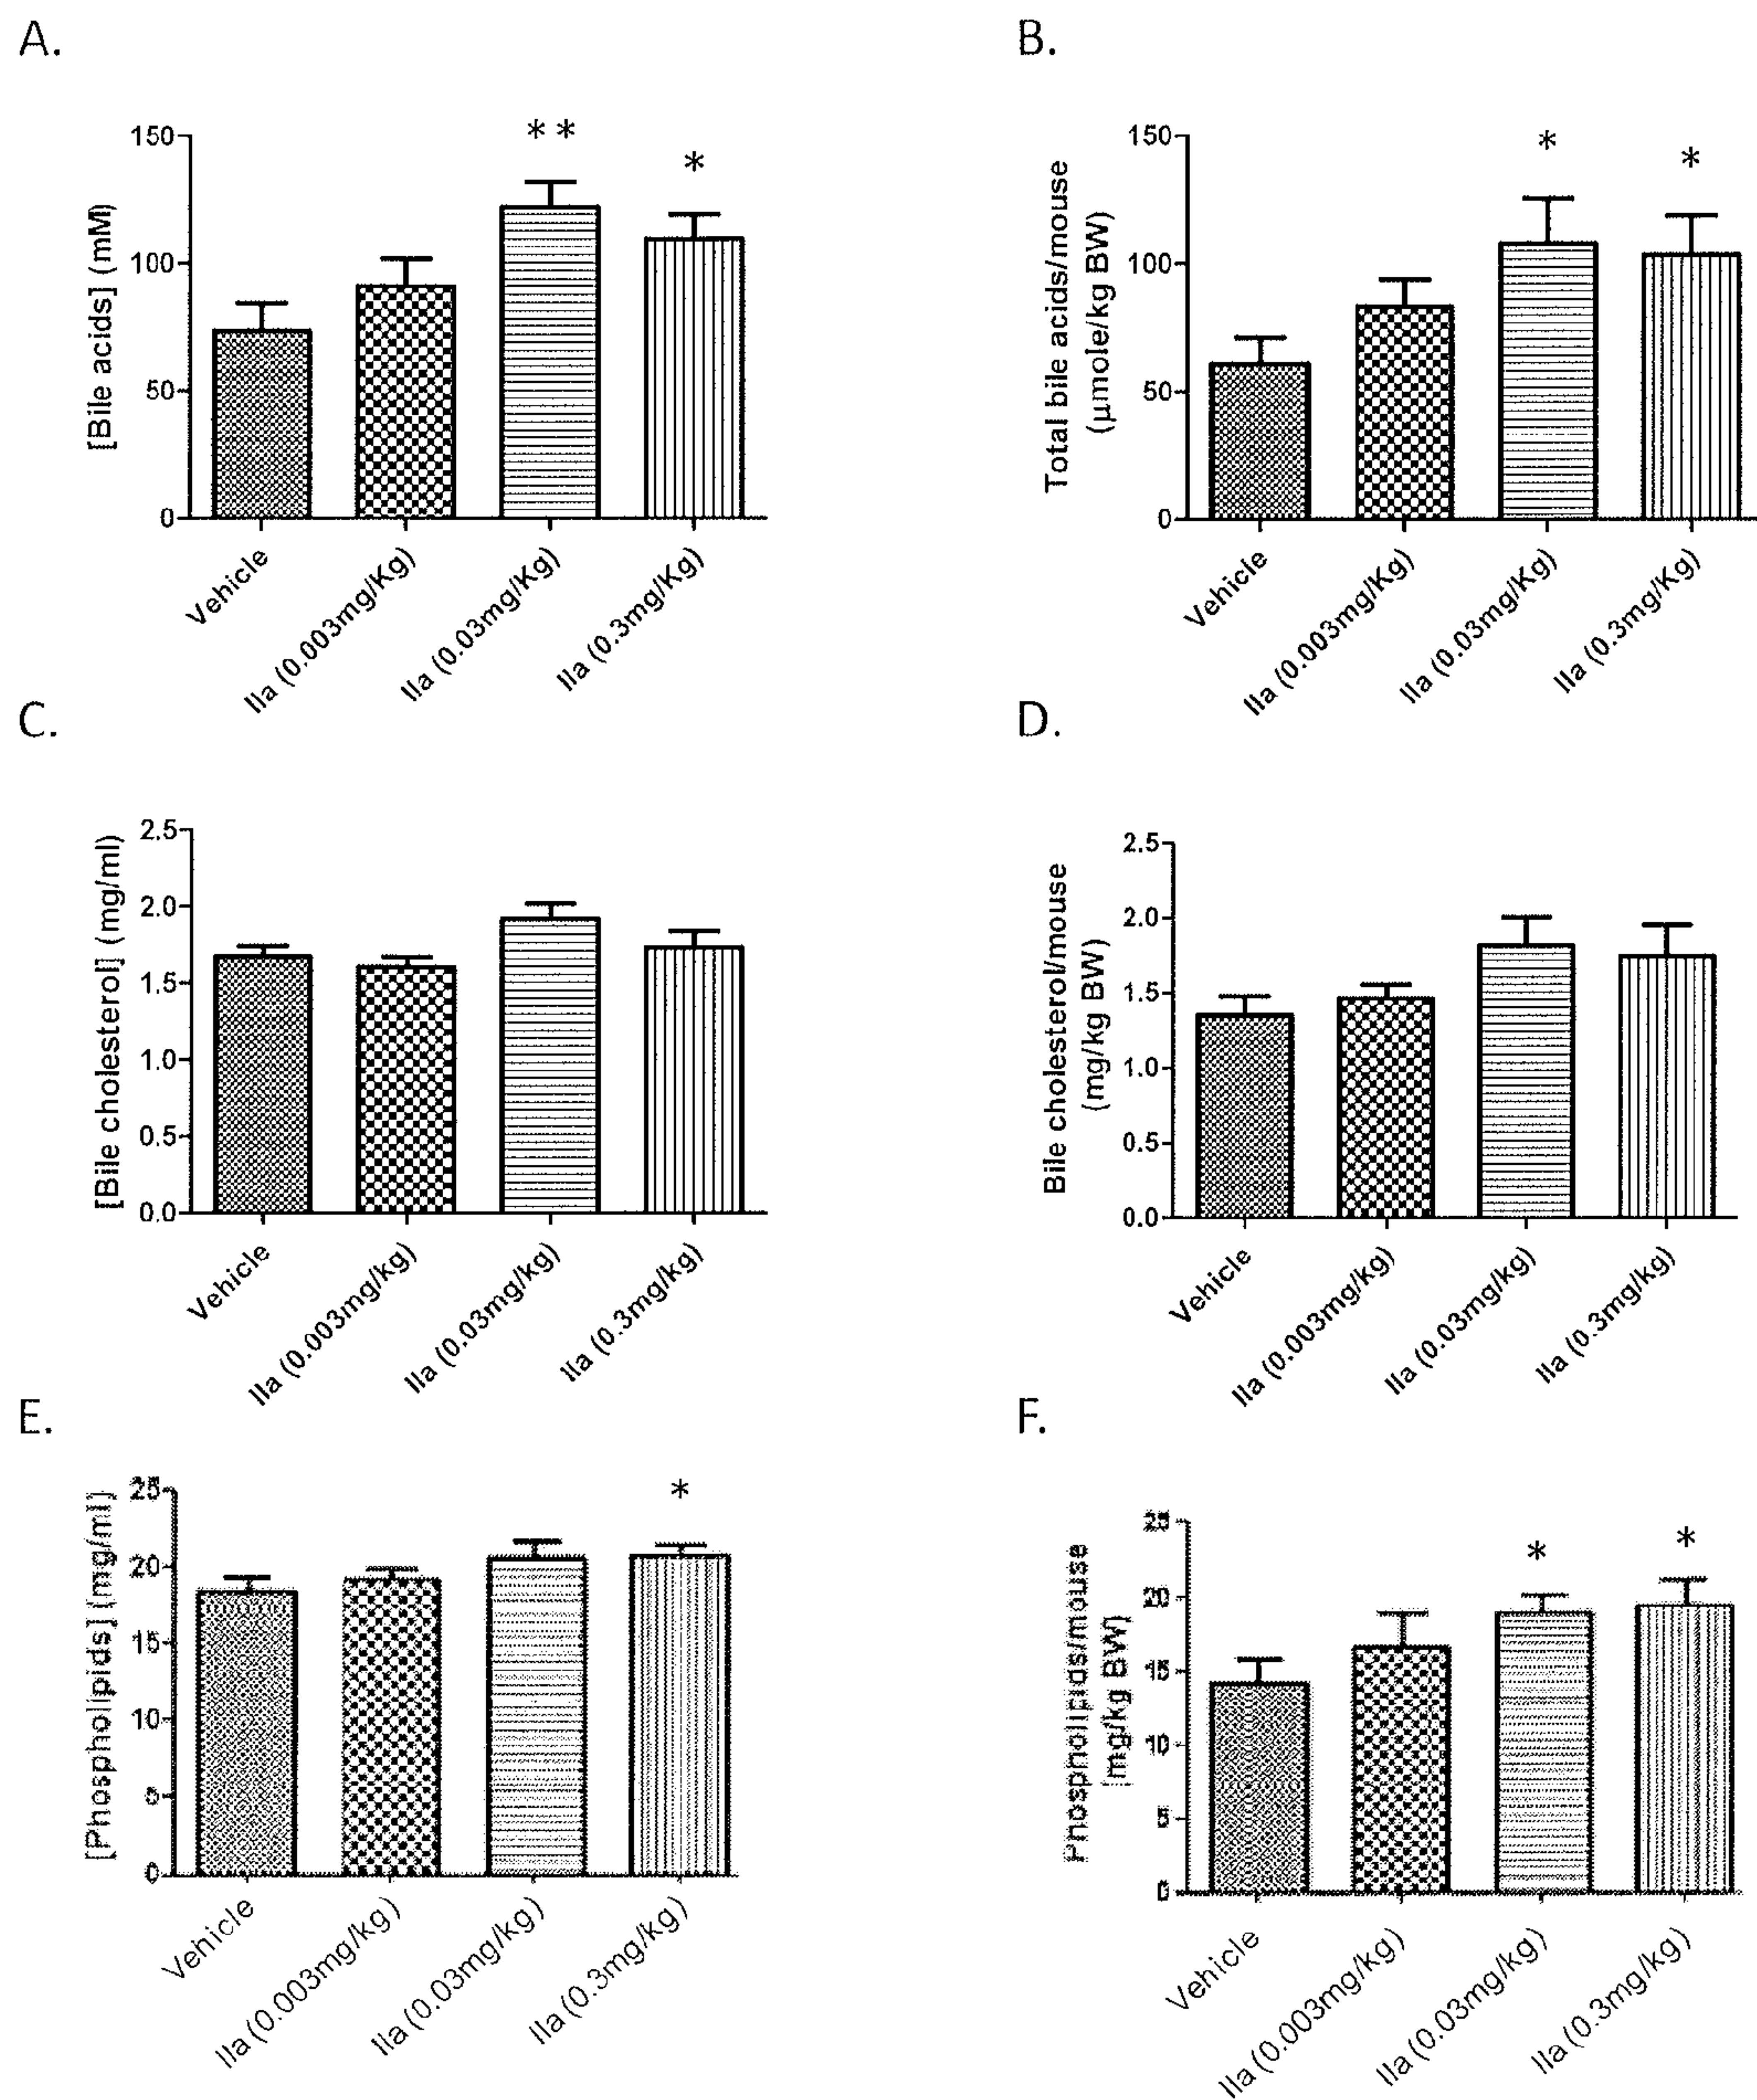 A.
[Bile acids] (mM)
150
100
50
0
**
*
Vehicle
IIa (0.003mg/Kg)
IIa (0.03mg/Kg)
IIa (0.3mg/Kg)
B.
Total bile acids/mouse
(µmole/kg BW)
150
100
50
0
*
*
Vehicle
IIa (0.003mg/Kg)
IIa (0.03mg/Kg)
IIa (0.3mg/Kg)
C.
[Bile cholesterol] (mg/ml)
2.5
2.0
1.5
1.0
0.5
0.0
Vehicle
IIa (0.003mg/kg)
IIa (0.03mg/kg)
IIa (0.3mg/kg)
D.
Bile cholesterol/mouse
(mg/kg BW)
2.5
2.0
1.5
1.0
0.5
0.0
Vehicle
IIa (0.003mg/kg)
IIa (0.03mg/kg)
IIa (0.3mg/kg)
E.
[Phospholipids] (mg/ml)
25
20
15
10
5
0
*
Vehicle
IIa (0.003mg/kg)
IIa (0.03mg/kg)
IIa (0.3mg/kg)
F.
Phospholipids/mouse
[mg/kg BW)
25
20
15
10
5
0
*
*
Vehicle
IIa (0.003mg/kg)
IIa (0.03mg/kg)
IIa (0.3mg/kg)